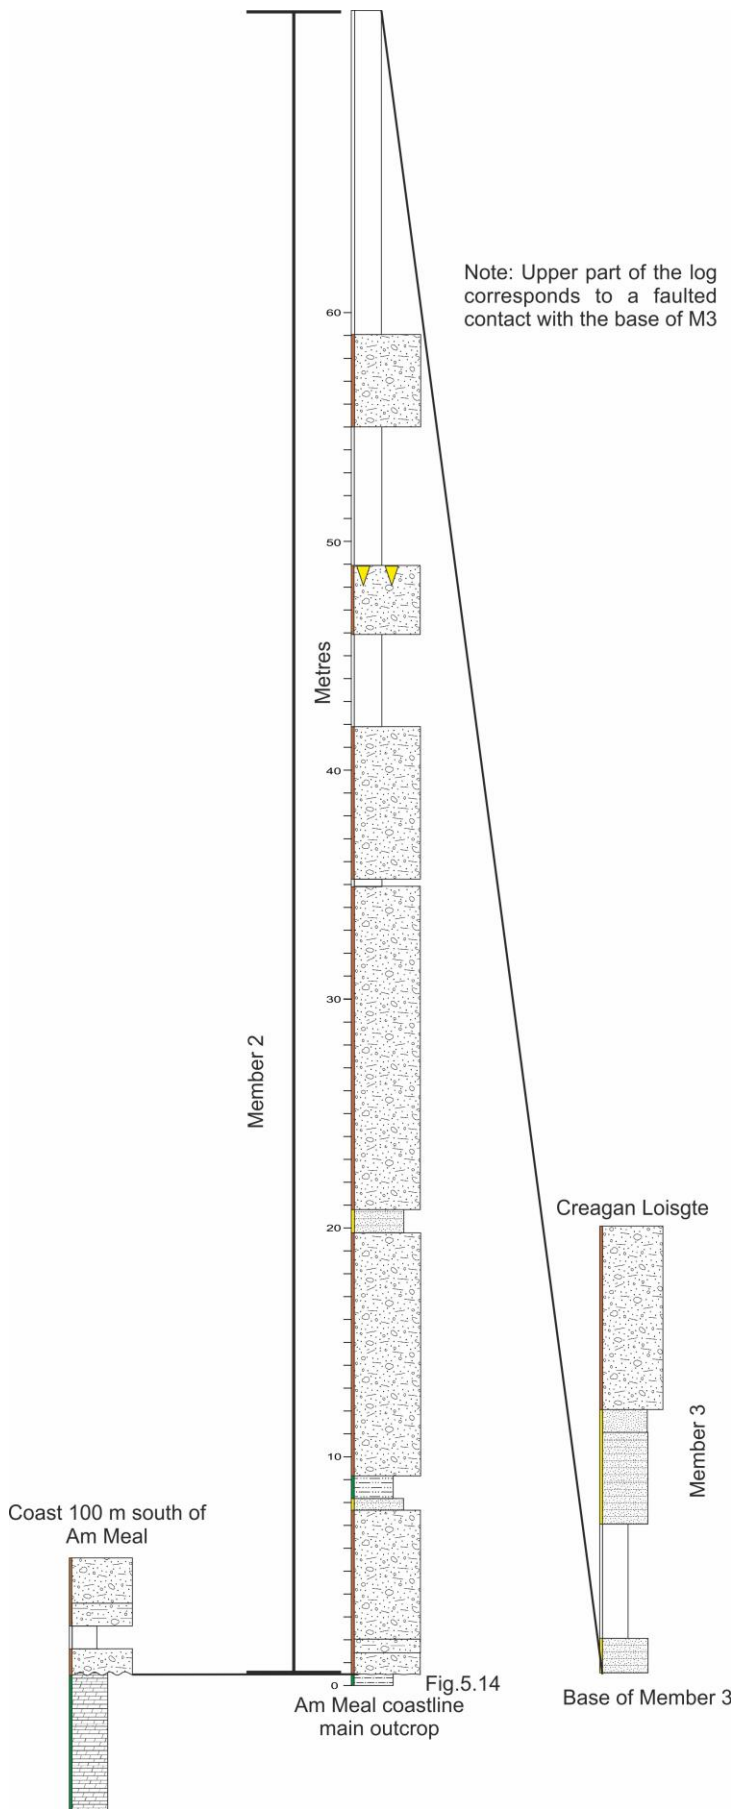 Note: Upper part of the log
corresponds to a faulted
contact with the base of M3
60
50
Metres
40
30
Member 2
20
Creagan Loisgte
Member 3
10
Coast 100 m south of
Am Meal
0
Fig.5.14
Am Meal coastline
main outcrop
Base of Member 3